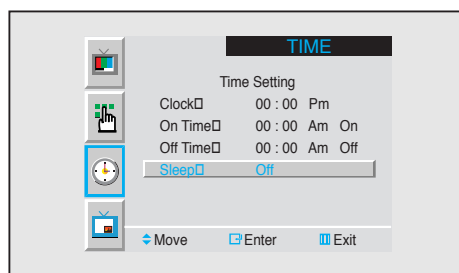 TIME
Time Setting
Clock□ 00 : 00 Pm
On Time□ 00 : 00 Am On
Off Time□ 00 : 00 Am Off
Sleep□ Off
Move Enter Exit